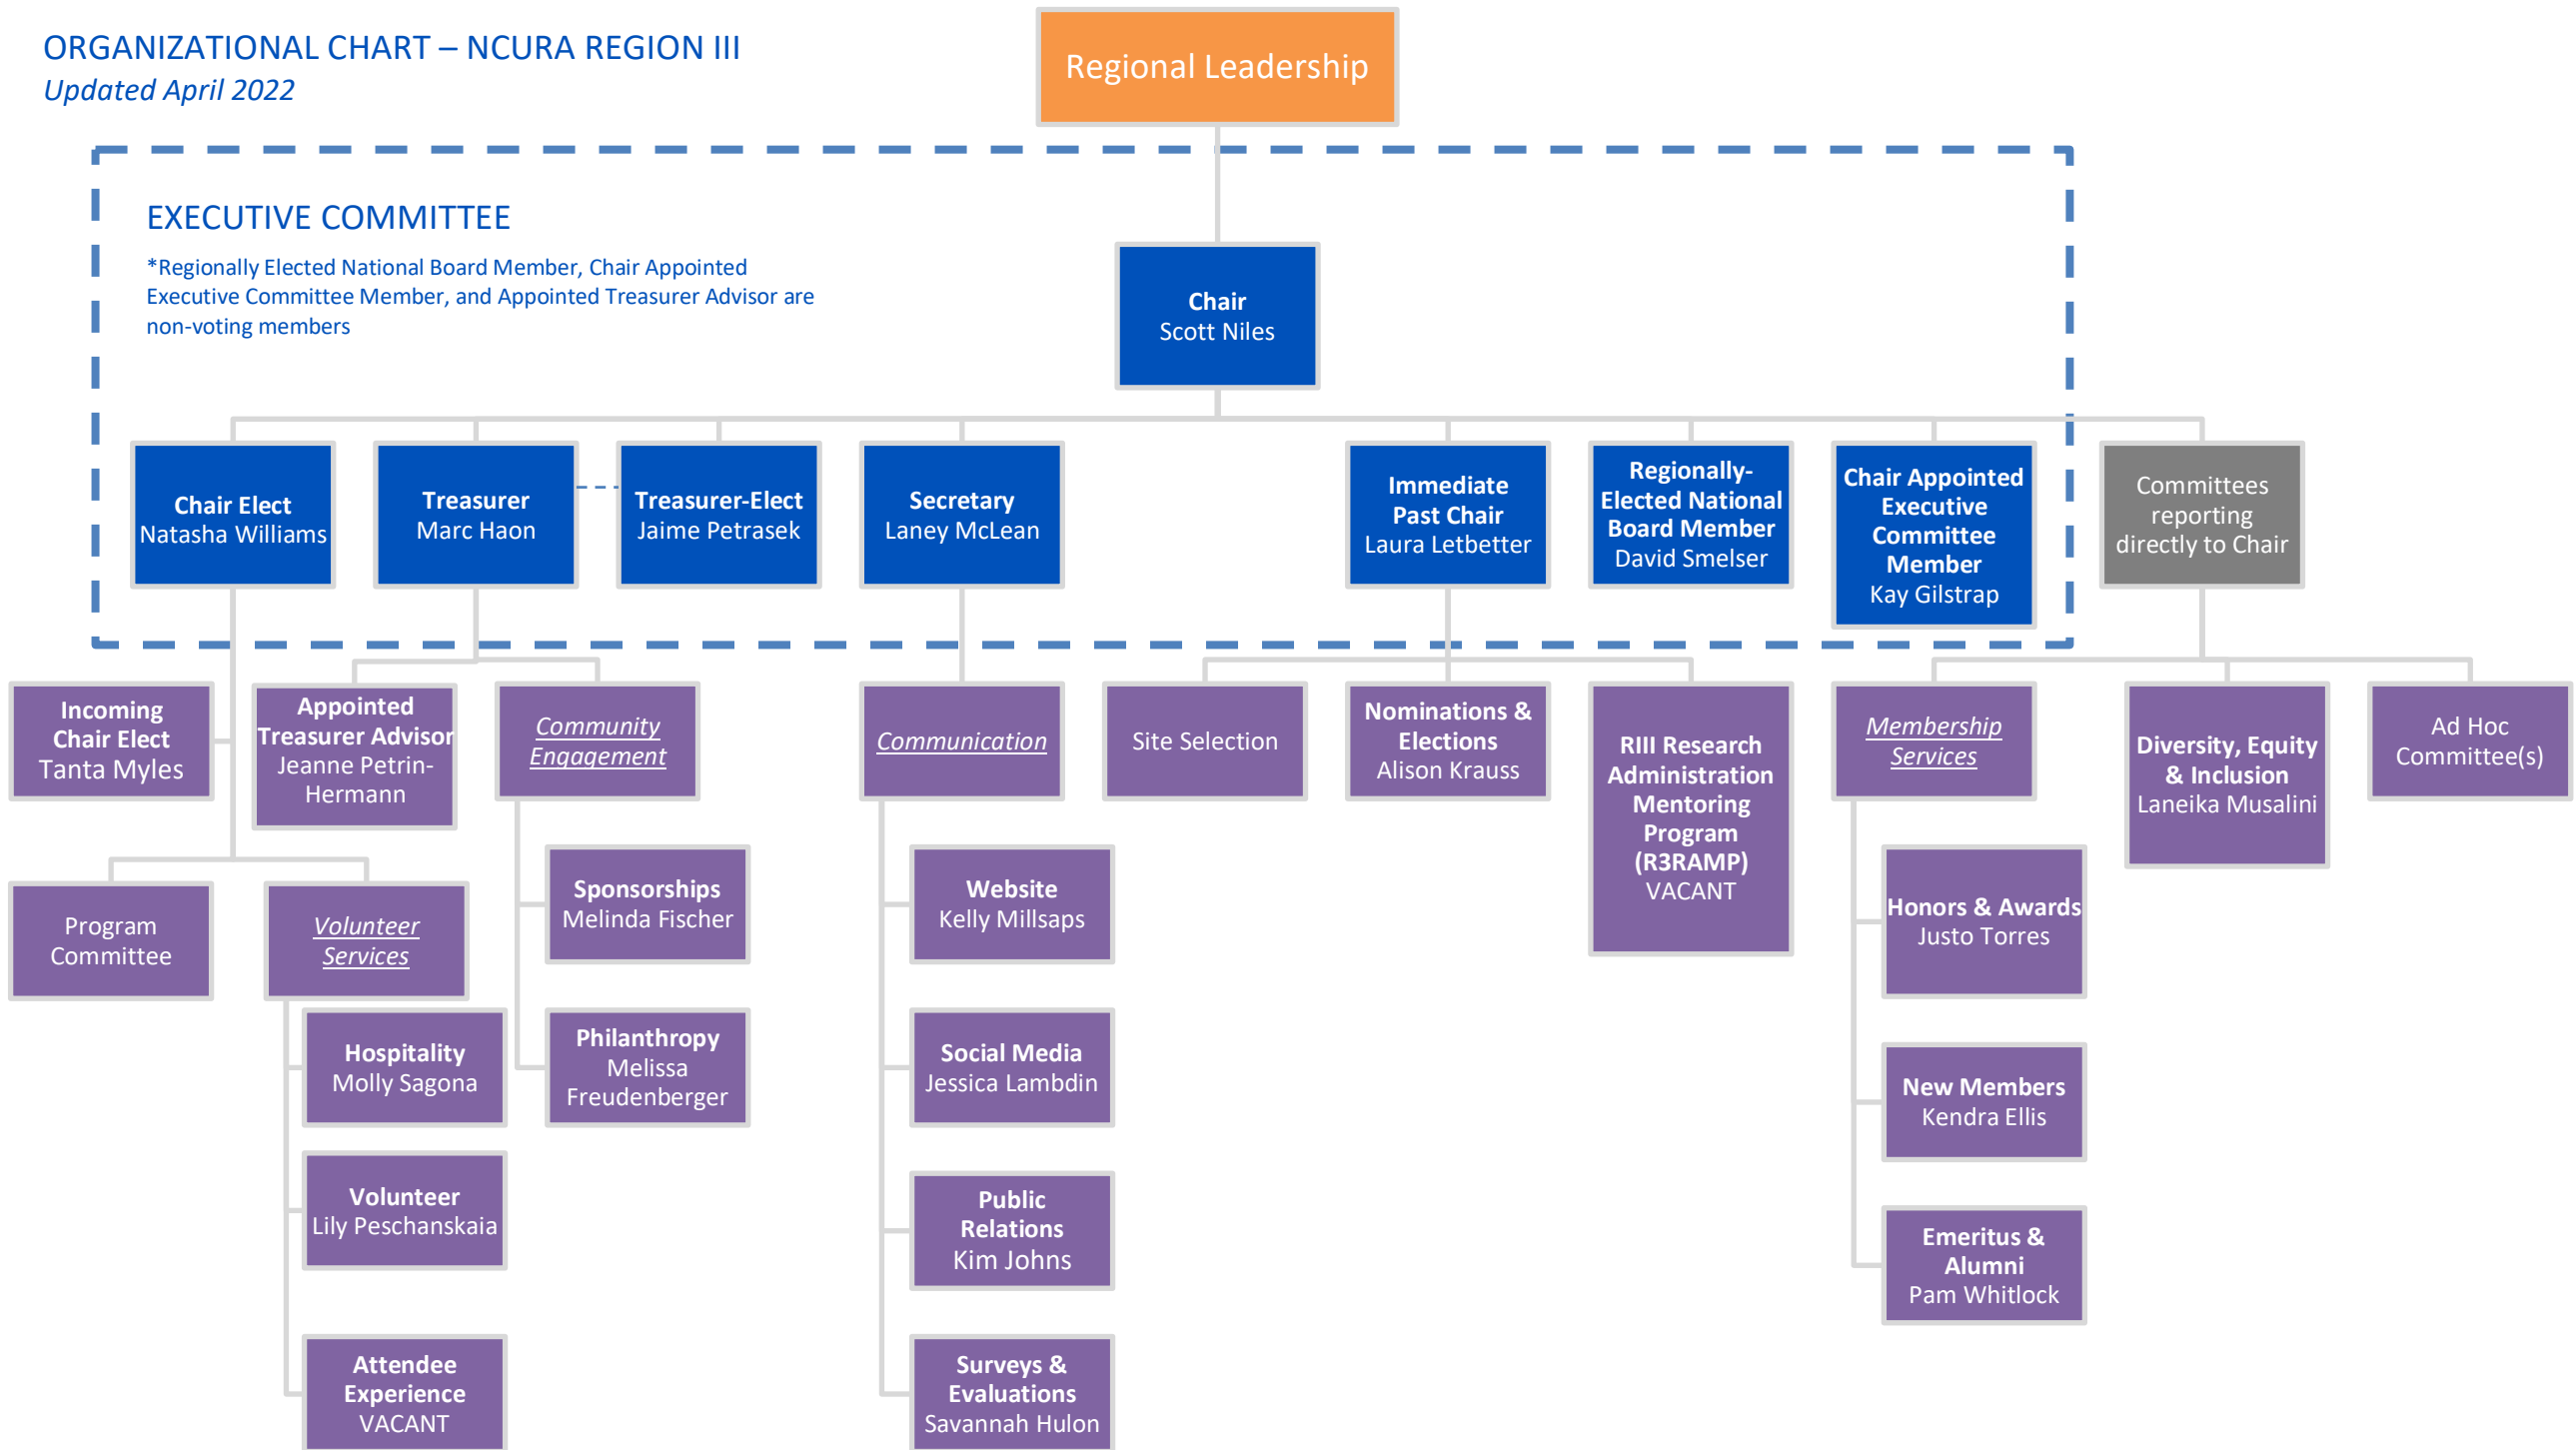 ORGANIZATIONAL CHART – NCURA REGION III
Updated April 2022
Regional Leadership
EXECUTIVE COMMITTEE
*Regionally Elected National Board Member, Chair Appointed
Executive Committee Member, and Appointed Treasurer Advisor are
non-voting members
Chair
Scott Niles
Chair Elect
Natasha Williams
Treasurer
Marc Haon
Treasurer-Elect
Jaime Petrasek
Secretary
Laney McLean
Immediate
Past Chair
Laura Letbetter
Regionally-
Elected National
Board Member
David Smelser
Chair Appointed
Executive
Committee
Member
Kay Gilstrap
Committees
reporting
directly to Chair
Incoming
Chair Elect
Tanta Myles
Appointed
Treasurer Advisor
Jeanne Petrin-
Hermann
Community
Engagement
Communication
Site Selection
Nominations &
Elections
Alison Krauss
RIII Research
Administration
Mentoring
Program
(R3RAMP)
VACANT
Membership
Services
Diversity, Equity
& Inclusion
Laneika Musalini
Ad Hoc
Committee(s)
Program
Committee
Volunteer
Services
Sponsorships
Melinda Fischer
Website
Kelly Millsaps
Honors & Awards
Justo Torres
Hospitality
Molly Sagona
Philanthropy
Melissa
Freudenberger
Social Media
Jessica Lambdin
New Members
Kendra Ellis
Volunteer
Lily Peschanskaia
Public
Relations
Kim Johns
Emeritus &
Alumni
Pam Whitlock
Attendee
Experience
VACANT
Surveys &
Evaluations
Savannah Hulon